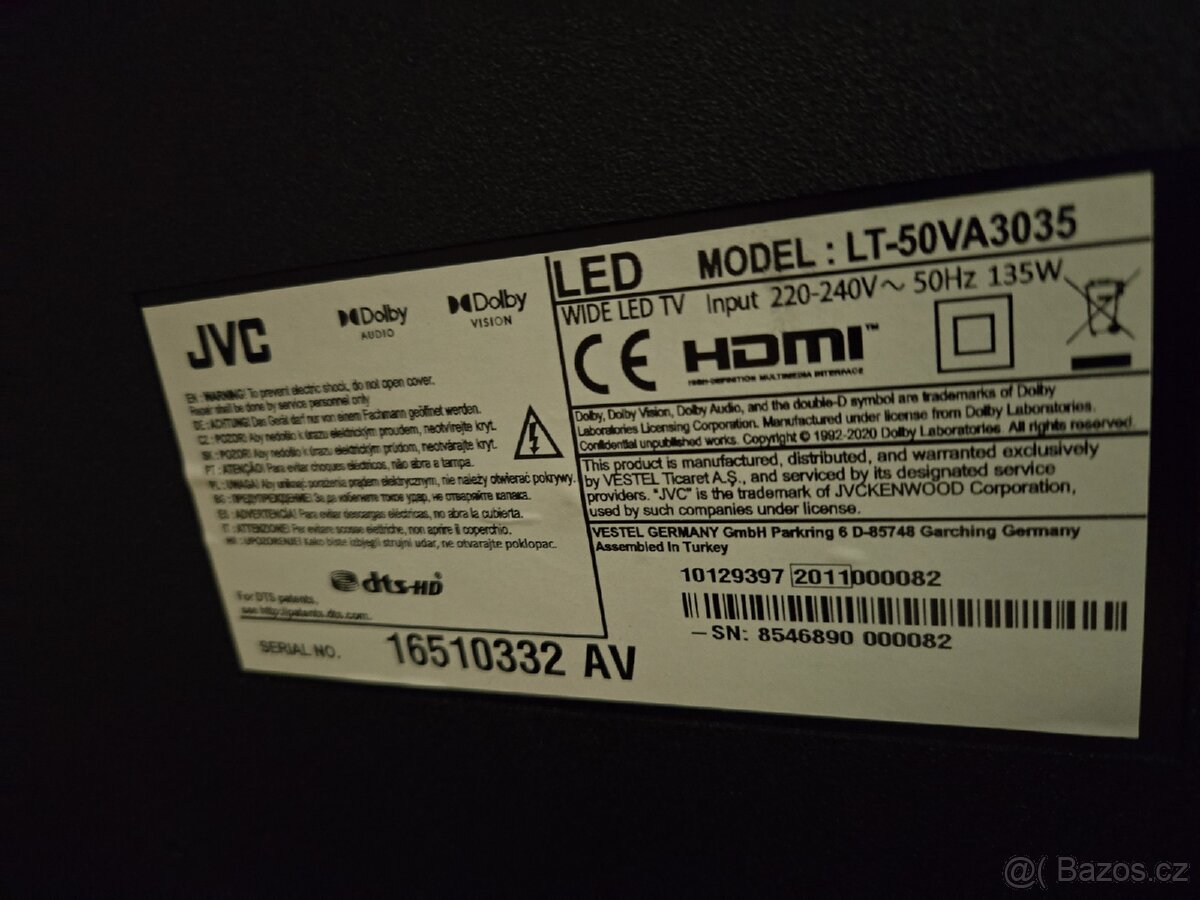 JVC
Dolby
AUDIO
Dolby
VISION
EN : WARNING! To prevent electric shock, do not open cover.
Repair shall be done by service personnel only
DE : ACHTUNG! Das Gerät darf nur von einem Fachmann geöffnet werden.
CZ : POZOR! Aby nedošlo k úrazu elektrickým proudem, neotvírejte kryt.
SK : POZOR! Aby nedošlo k úrazu elektrickým prúdom, neotvárajte kryt.
PT : ATENÇÃO! Para evitar choques eléctricos, não abra a tampa.
PL : UWAGA! Aby uniknąć porażenia prądem elektrycznym, nie należy otwierać pokrywy.
BG : ПРЕДУПРЕЖДЕНИЕ! За да избегнете токов удар, не отваряйте капака.
ES : ADVERTENCIA! Para evitar descargas eléctricas, no abra la cubierta.
IT : ATTENZIONE! Per evitare scosse elettriche, non aprire il coperchio.
HR : UPOZORENJE! Kako biste izbjegli strujni udar, ne otvarajte poklopac.
dts-HD
For DTS patents,
see http://patents.dts.com.
SERIAL NO. 16510332 AV
LED MODEL : LT-50VA3035
WIDE LED TV Input 220-240V~ 50Hz 135W
CE HDMI™
HIGH-DEFINITION MULTIMEDIA INTERFACE
Dolby, Dolby Vision, Dolby Audio, and the double-D symbol are trademarks of Dolby
Laboratories Licensing Corporation. Manufactured under license from Dolby Laboratories.
Confidential unpublished works. Copyright © 1992-2020 Dolby Laboratories. All rights reserved.
This product is manufactured, distributed, and warranted exclusively
by VESTEL Ticaret A.Ş., and serviced by its designated service
providers. "JVC" is the trademark of JVCKENWOOD Corporation,
used by such companies under license.
VESTEL GERMANY GmbH Parkring 6 D-85748 Garching Germany
Assembled In Turkey
10129397 2011000082
–SN: 8546890 000082
@( Bazos.cz